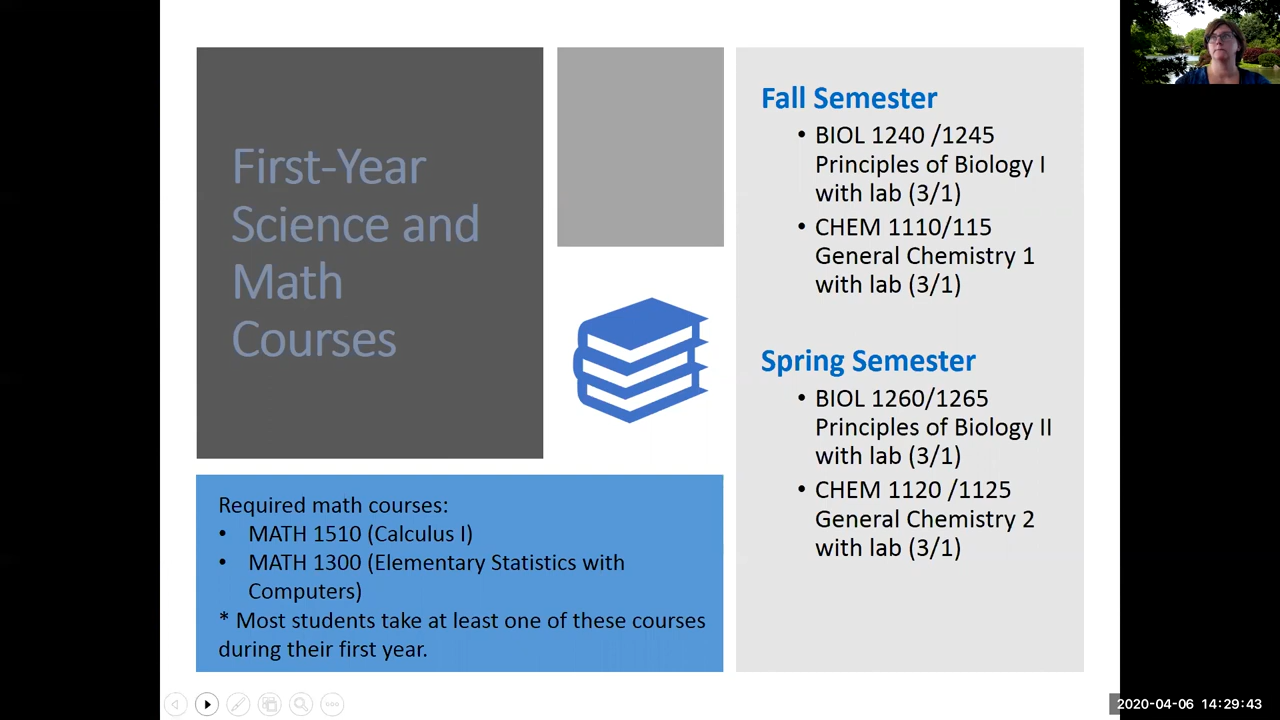 First-Year
Science and
Math
Courses
Required math courses:
• MATH 1510 (Calculus I)
• MATH 1300 (Elementary Statistics with
Computers)
* Most students take at least one of these courses
during their first year.
Fall Semester
• BIOL 1240 /1245
Principles of Biology I
with lab (3/1)
• CHEM 1110/115
General Chemistry 1
with lab (3/1)
Spring Semester
• BIOL 1260/1265
Principles of Biology II
with lab (3/1)
• CHEM 1120 /1125
General Chemistry 2
with lab (3/1)
2020-04-06 14:29:43